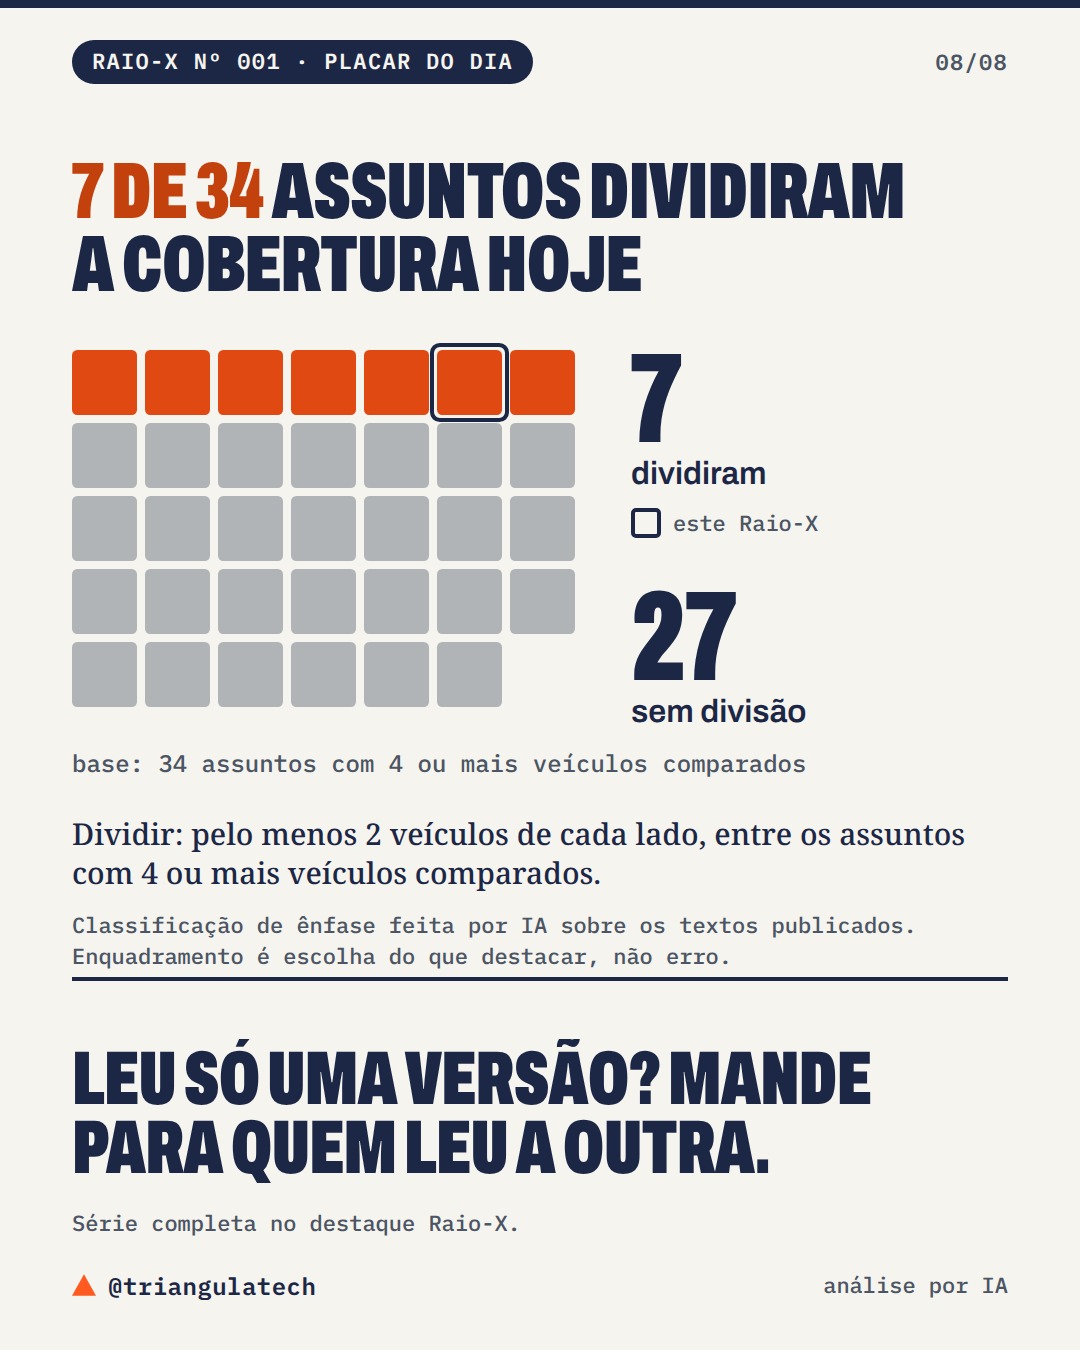 RAIO-X Nº 001 · PLACAR DO DIA
08/08
7 DE 34 ASSUNTOS DIVIDIRAM
A COBERTURA HOJE
7
dividiram
este Raio-X
27
sem divisão
base: 34 assuntos com 4 ou mais veículos comparados
Dividir: pelo menos 2 veículos de cada lado, entre os assuntos
com 4 ou mais veículos comparados.
Classificação de ênfase feita por IA sobre os textos publicados.
Enquadramento é escolha do que destacar, não erro.
LEU SÓ UMA VERSÃO? MANDE
PARA QUEM LEU A OUTRA.
Série completa no destaque Raio-X.
@triangulatech
análise por IA